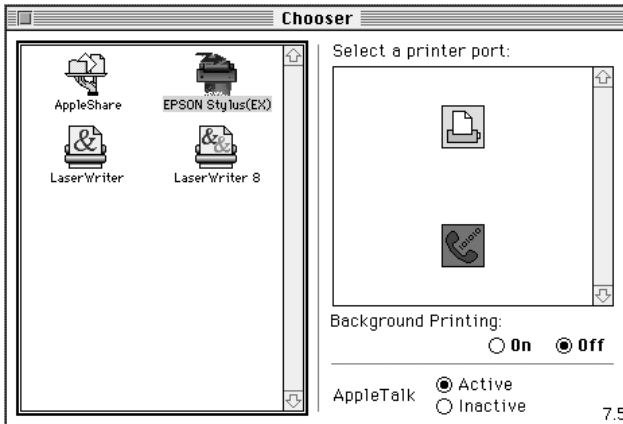 Chooser
AppleShare
EPSON Stylus(EX)
LaserWriter
LaserWriter 8
Select a printer port:
Background Printing:
On Off
AppleTalk
Active
Inactive
7.5